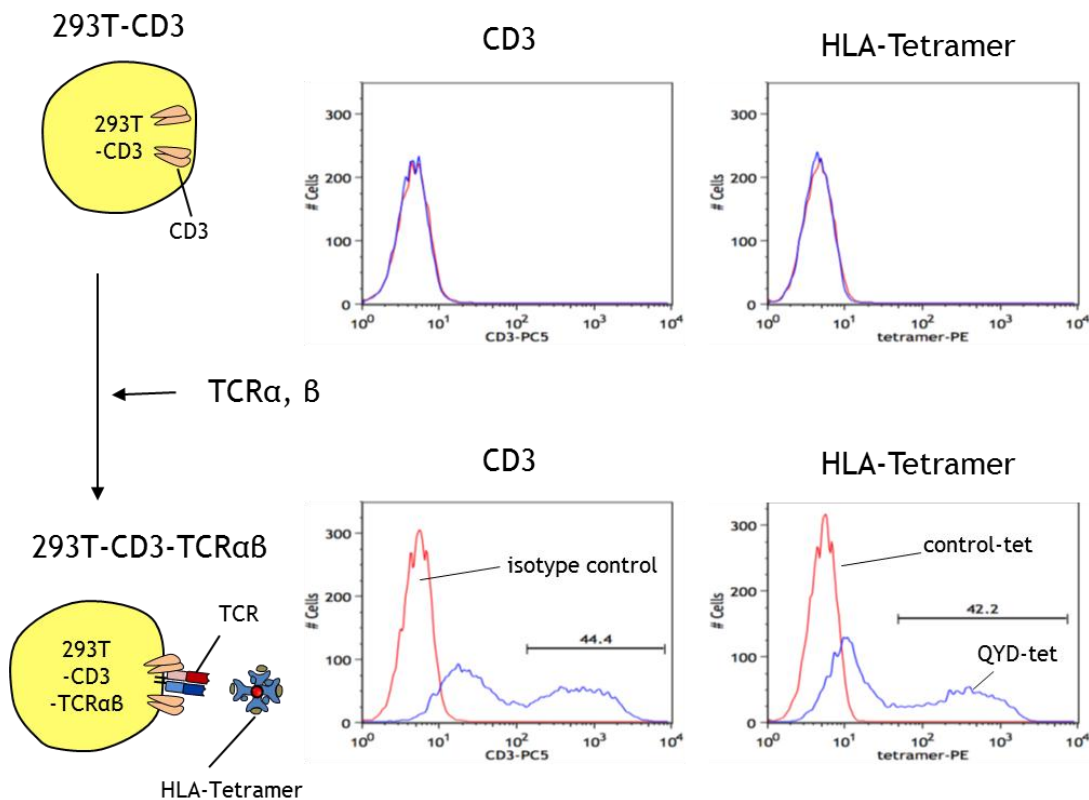 293T-CD3
CD3
HLA-Tetramer
293T
-CD3
CD3
# Cells
300
200
100
0
10⁰ 10¹ 10² 10³ 10⁴
CD3-PC5
# Cells
300
200
100
0
10⁰ 10¹ 10² 10³ 10⁴
tetramer-PE
TCRα, β
CD3
HLA-Tetramer
293T-CD3-TCRαβ
TCR
293T
-CD3
-TCRαβ
HLA-Tetramer
# Cells
300
200
100
0
isotype control
44.4
10⁰ 10¹ 10² 10³ 10⁴
CD3-PC5
# Cells
300
200
100
0
control-tet
42.2
QYD-tet
10⁰ 10¹ 10² 10³ 10⁴
tetramer-PE